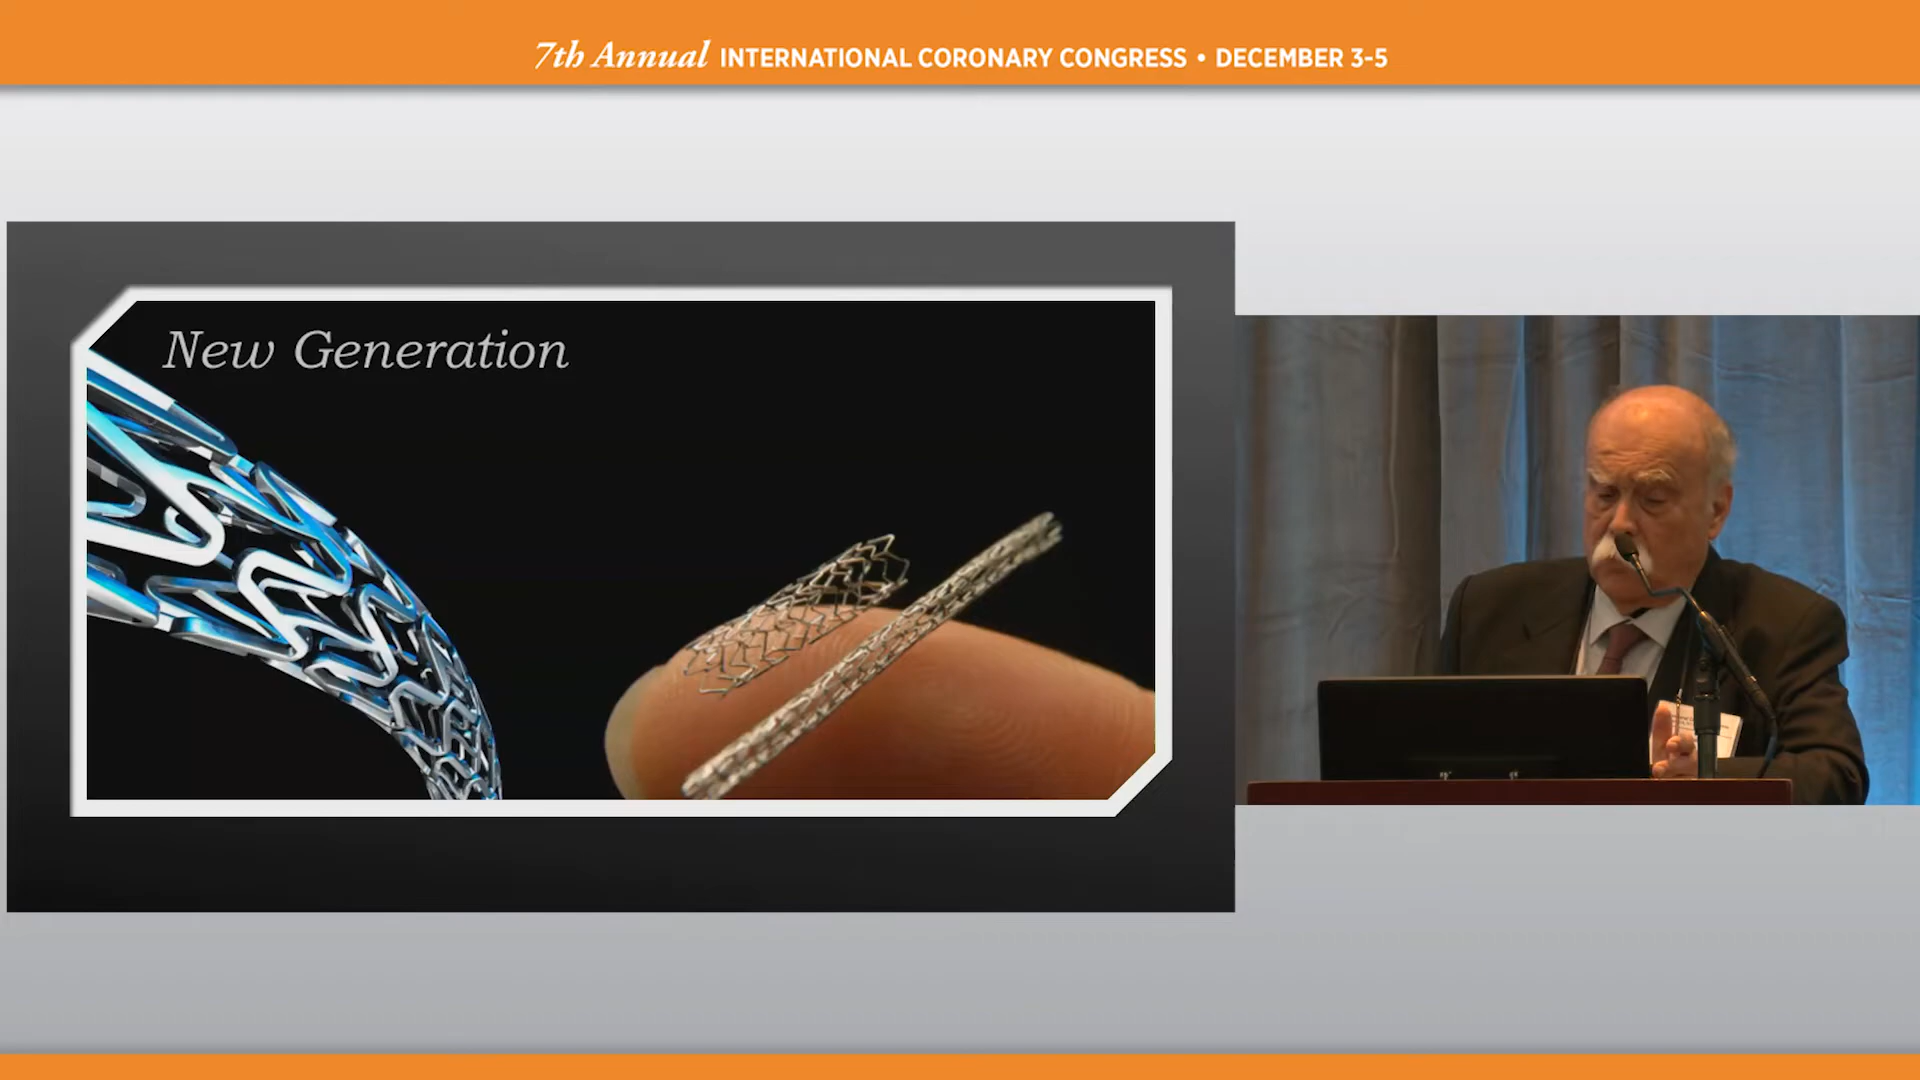 7th Annual INTERNATIONAL CORONARY CONGRESS • DECEMBER 3-5
New Generation